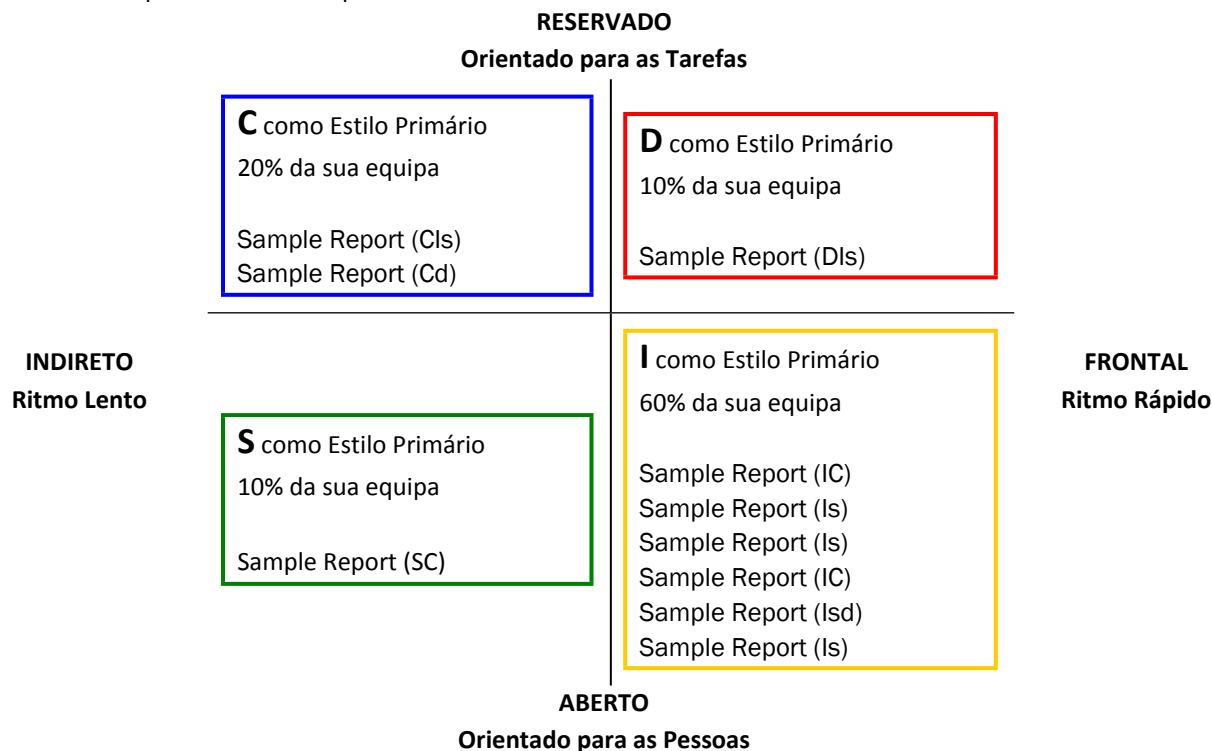 RESERVADO
Orientado para as Tarefas
C como Estilo Primário
20% da sua equipa
Sample Report (CIs)
Sample Report (Cd)
D como Estilo Primário
10% da sua equipa
Sample Report (DIs)
INDIRETO
Ritmo Lento
S como Estilo Primário
10% da sua equipa
Sample Report (SC)
I como Estilo Primário
60% da sua equipa
Sample Report (IC)
Sample Report (Is)
Sample Report (Is)
Sample Report (IC)
Sample Report (Isd)
Sample Report (Is)
FRONTAL
Ritmo Rápido
ABERTO
Orientado para as Pessoas